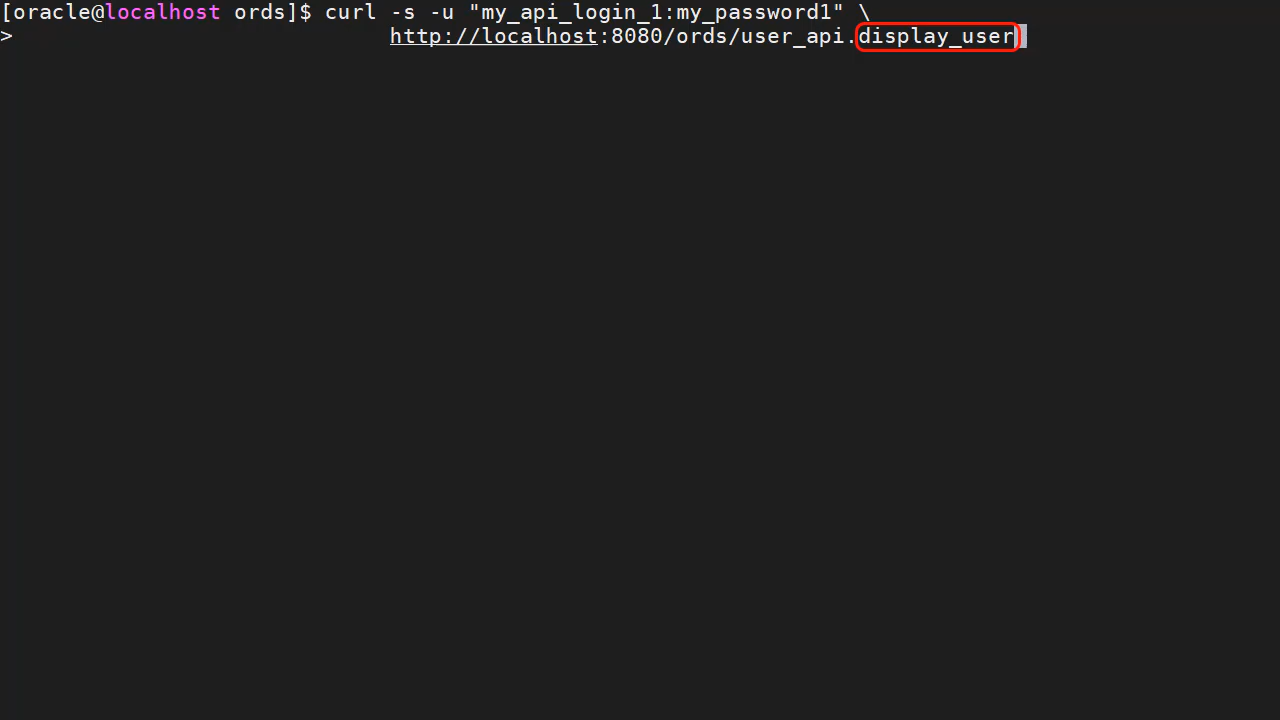 [oracle@localhost ords]$ curl -s -u "my_api_login_1:my_password1" \
> http://localhost:8080/ords/user_api.display_user